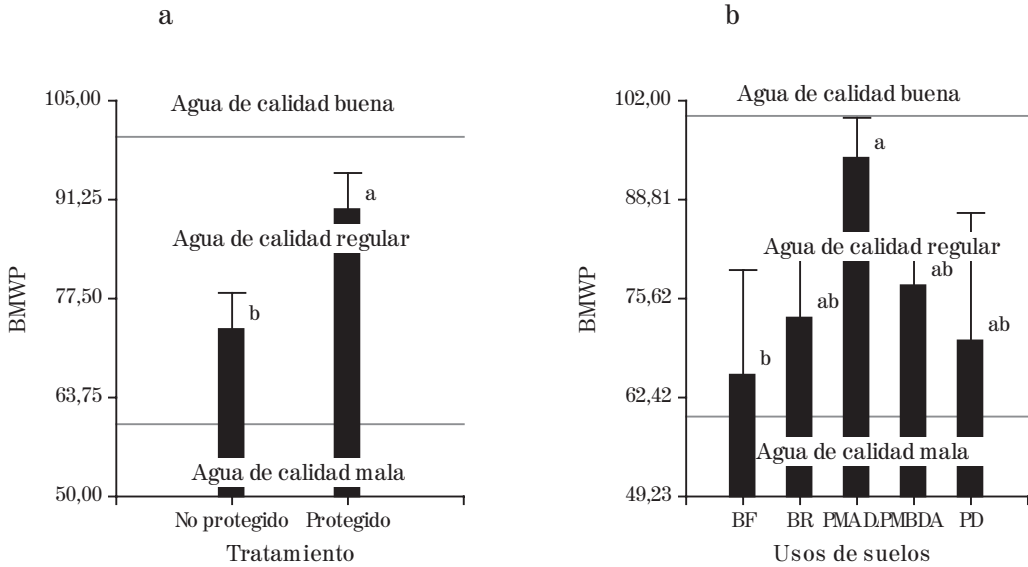 a
105,00
Agua de calidad buena
91,25
a
Agua de calidad regular
77,50
b
63,75
Agua de calidad mala
50,00
BMWP
No protegido Protegido
Tratamiento
b
102,00
Agua de calidad buena
a
88,81
Agua de calidad regular
ab
75,62
ab
ab
b
62,42
Agua de calidad mala
49,23
BMWP
BF BR PMADA PMBDA PD
Usos de suelos